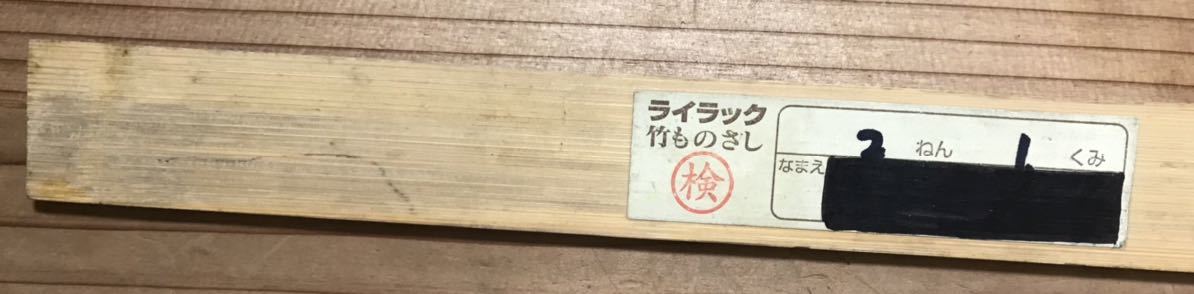 ライラック
竹ものさし
検
2 ねん 1 くみ
なまえ